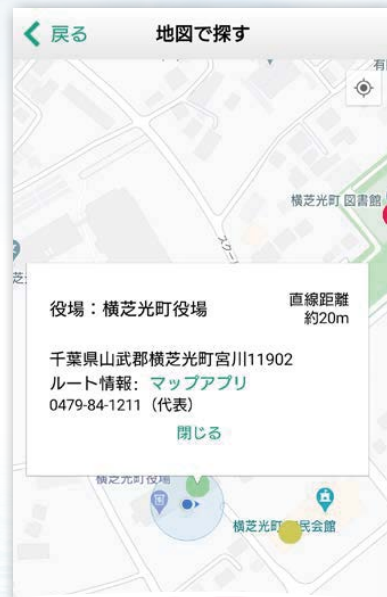 戻る
地図で探す
横芝光町 図書館
役場：横芝光町役場
直線距離
約20m
千葉県山武郡横芝光町宮川11902
ルート情報：マップアプリ
0479-84-1211（代表）
閉じる
横芝光町役場
横芝光町 民会館